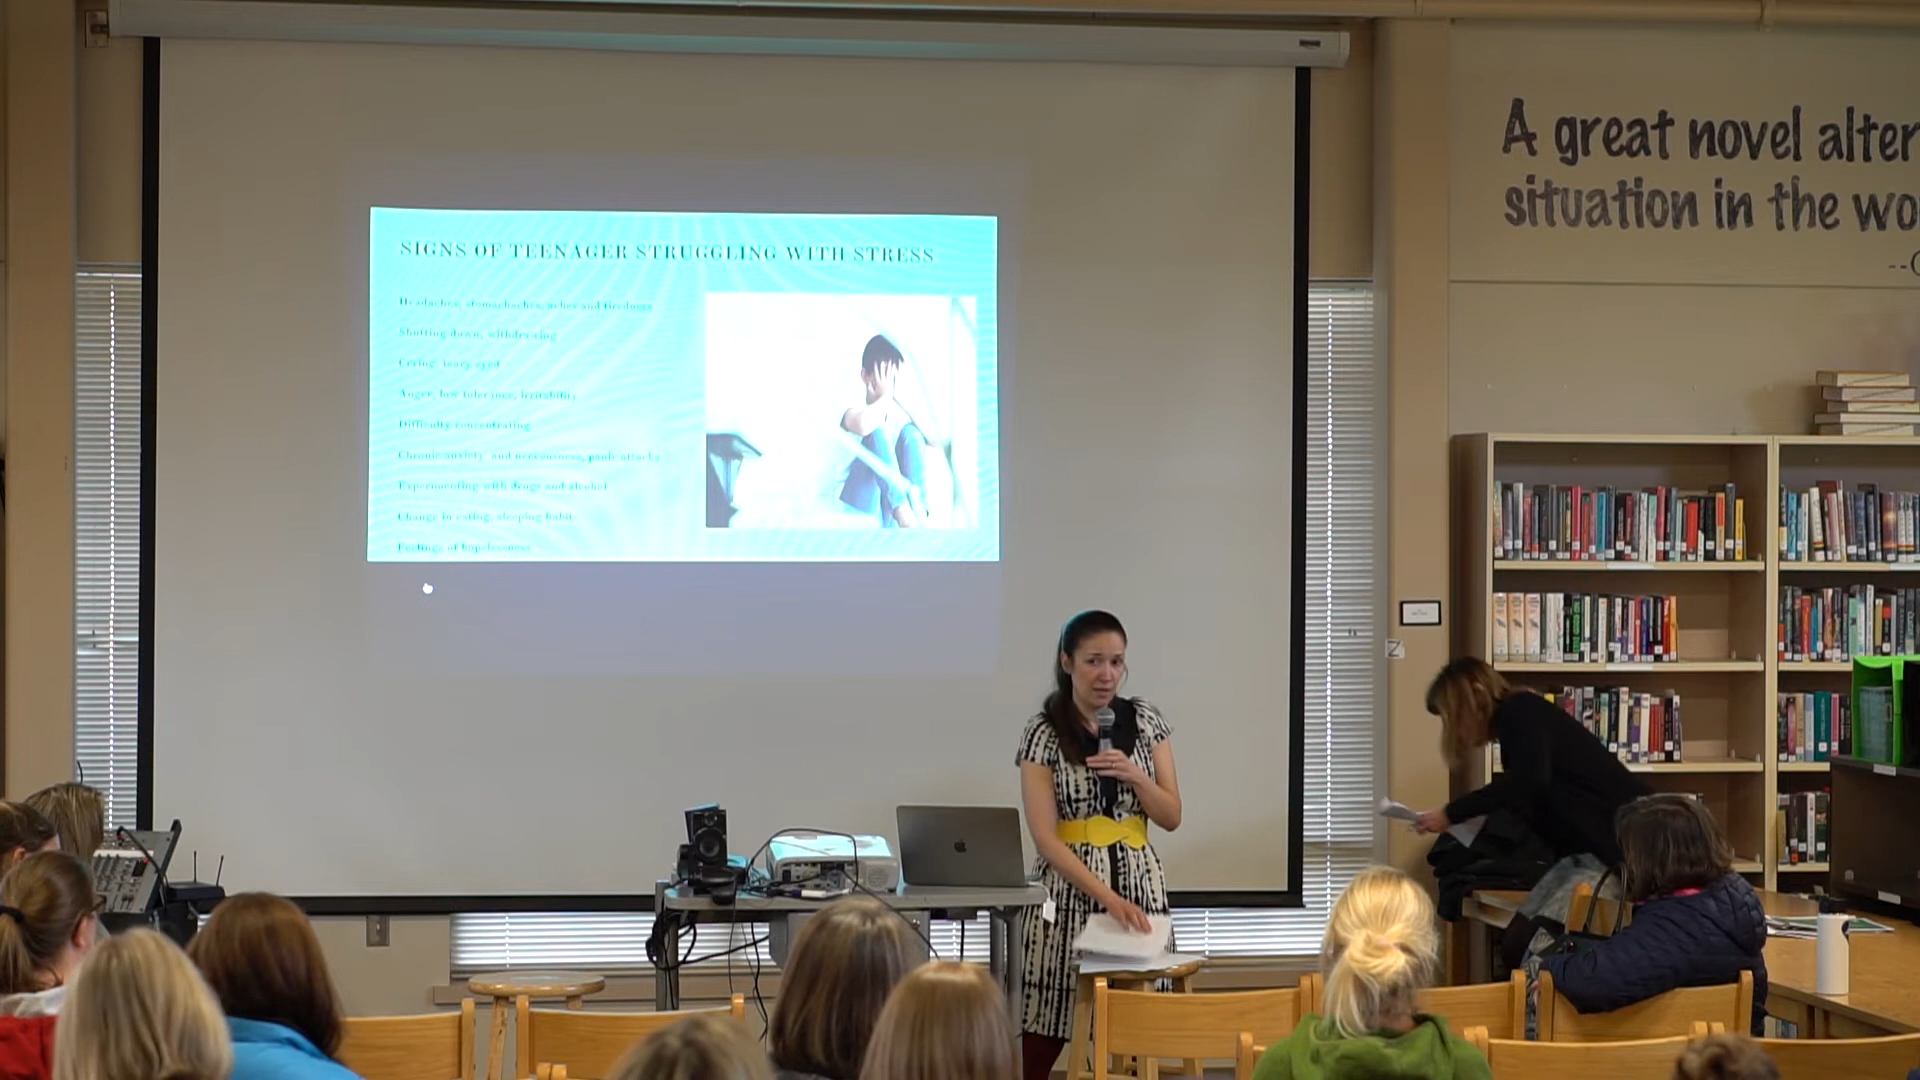 SIGNS OF TEENAGER STRUGGLING WITH STRESS
Headaches, stomachaches, aches and tiredness
Shutting down, withdrawing
Crying, teary eyed
Anger, low tolerance, irritability
Difficulty concentrating
Chronic anxiety and nervousness, panic attacks
Experimenting with drugs and alcohol
Change in eating, sleeping habit
Feelings of hopelessness
A great novel alter
situation in the wo
--
Z